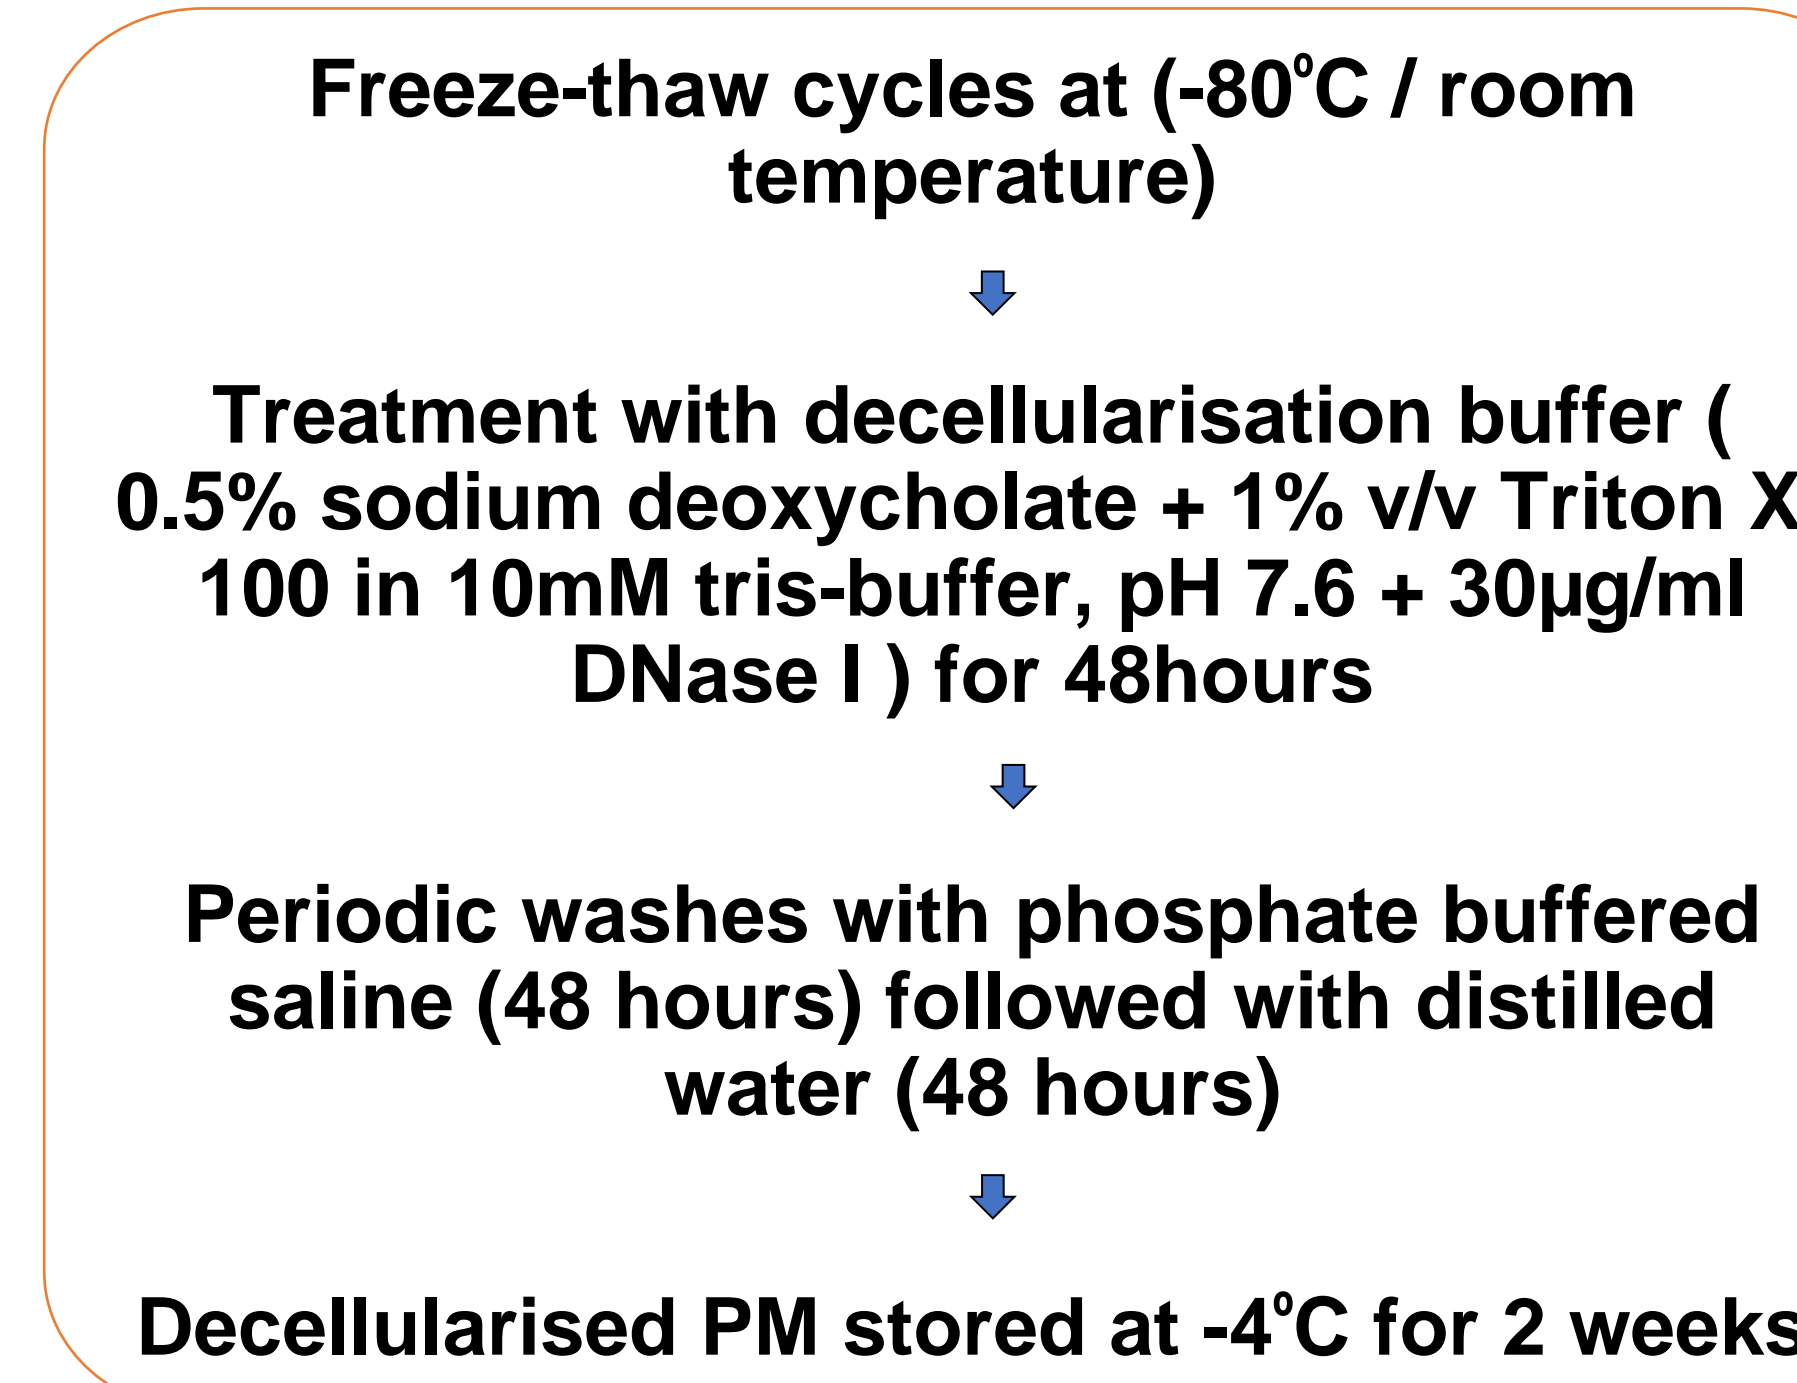 Freeze-thaw cycles at (-80⁰C / room
temperature)
Treatment with decellularisation buffer (
0.5% sodium deoxycholate + 1% v/v Triton X
100 in 10mM tris-buffer, pH 7.6 + 30µg/ml
DNase I ) for 48hours
Periodic washes with phosphate buffered
saline (48 hours) followed with distilled
water (48 hours)
Decellularised PM stored at -4⁰C for 2 weeks